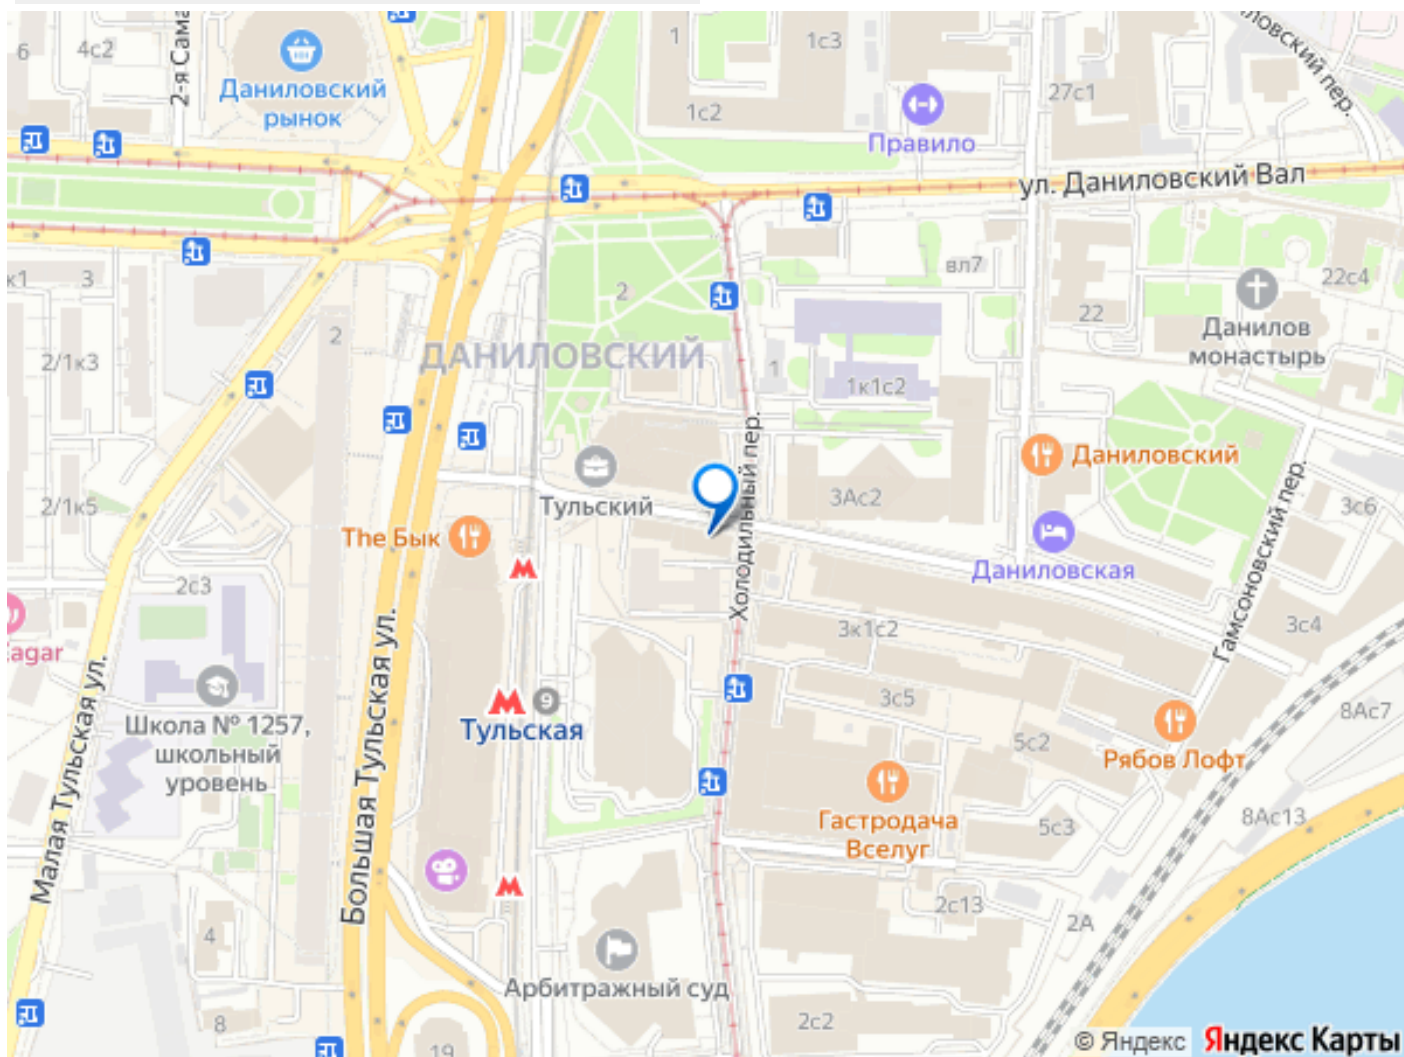 6
4с2
2-я Сама
Даниловский
рынок
1
1с3
1с2
Правило
27с1
ловский пер.
ул. Даниловский Вал
к1
3
2
2
вл7
22
22с4
Данилов
монастырь
ДАНИЛОВСКИЙ
2/1к3
1
1к1с2
Холодильный пер.
Тульский
3Ас2
Даниловский
2/1к5
The Бык
Даниловская
3с6
Гамсоновский пер.
2с3
agar
3к1с2
3с4
Малая Тульская ул.
Большая Тульская ул.
Школа № 1257,
школьный
уровень
9
Тульская
3с5
5с2
Рябов Лофт
8Ас7
Гастродача
Вселуг
5с3
8Ас13
2с13
2А
4
Арбитражный суд
8
19
2с2
© Яндекс Яндекс Карты